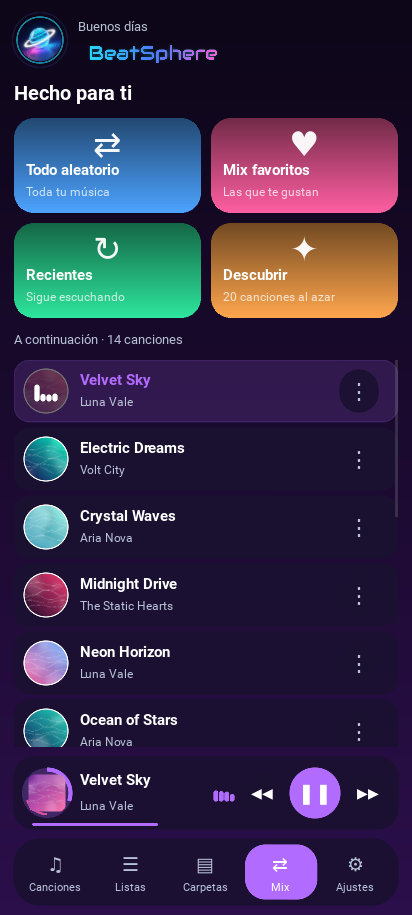 Buenos días
BeatSphere
Hecho para ti
Todo aleatorio
Toda tu música
Mix favoritos
Las que te gustan
Recientes
Sigue escuchando
Descubrir
20 canciones al azar
A continuación · 14 canciones
Velvet Sky
Luna Vale
Electric Dreams
Volt City
Crystal Waves
Aria Nova
Midnight Drive
The Static Hearts
Neon Horizon
Luna Vale
Ocean of Stars
Aria Nova
Velvet Sky
Luna Vale
Canciones
Listas
Carpetas
Mix
Ajustes